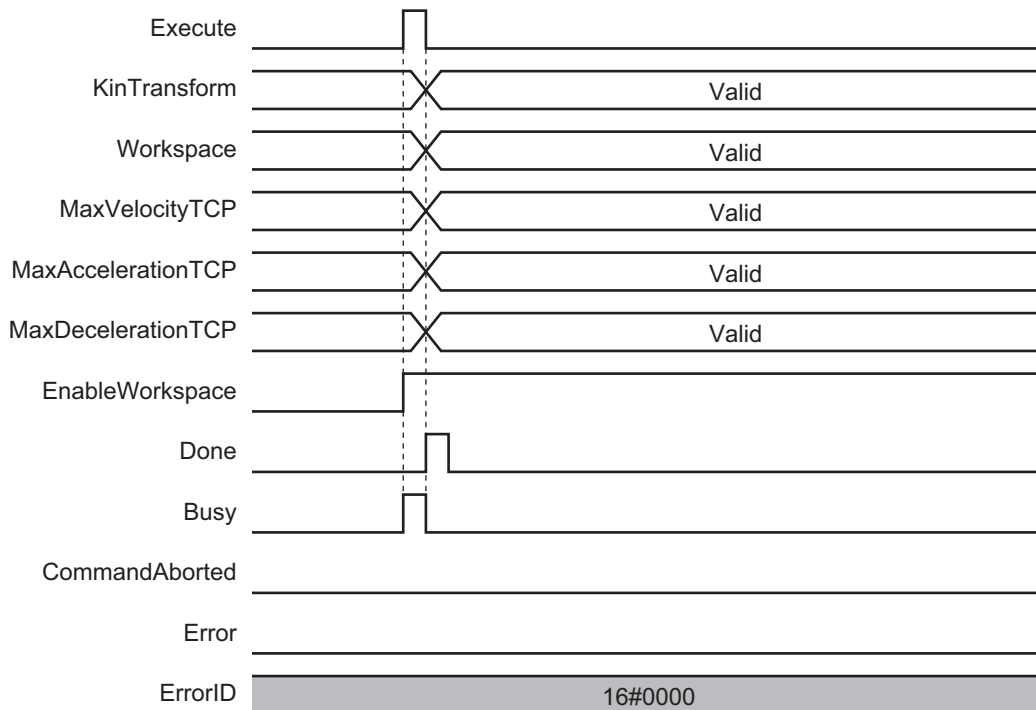 Execute
KinTransform
Valid
Workspace
Valid
MaxVelocityTCP
Valid
MaxAccelerationTCP
Valid
MaxDecelerationTCP
Valid
EnableWorkspace
Done
Busy
CommandAborted
Error
ErrorID
16#0000